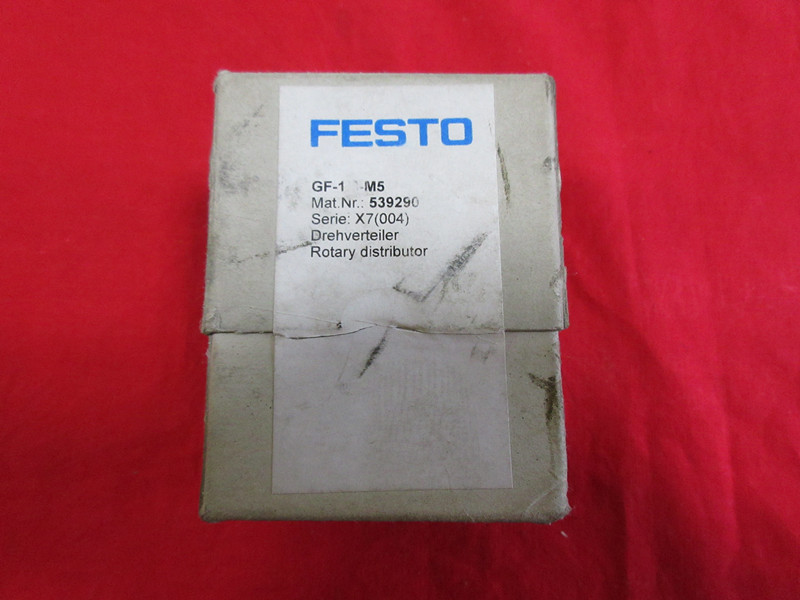 FESTO
GF-1 -M5
Mat.Nr.: 539290
Serie: X7(004)
Drehverteiler
Rotary distributor